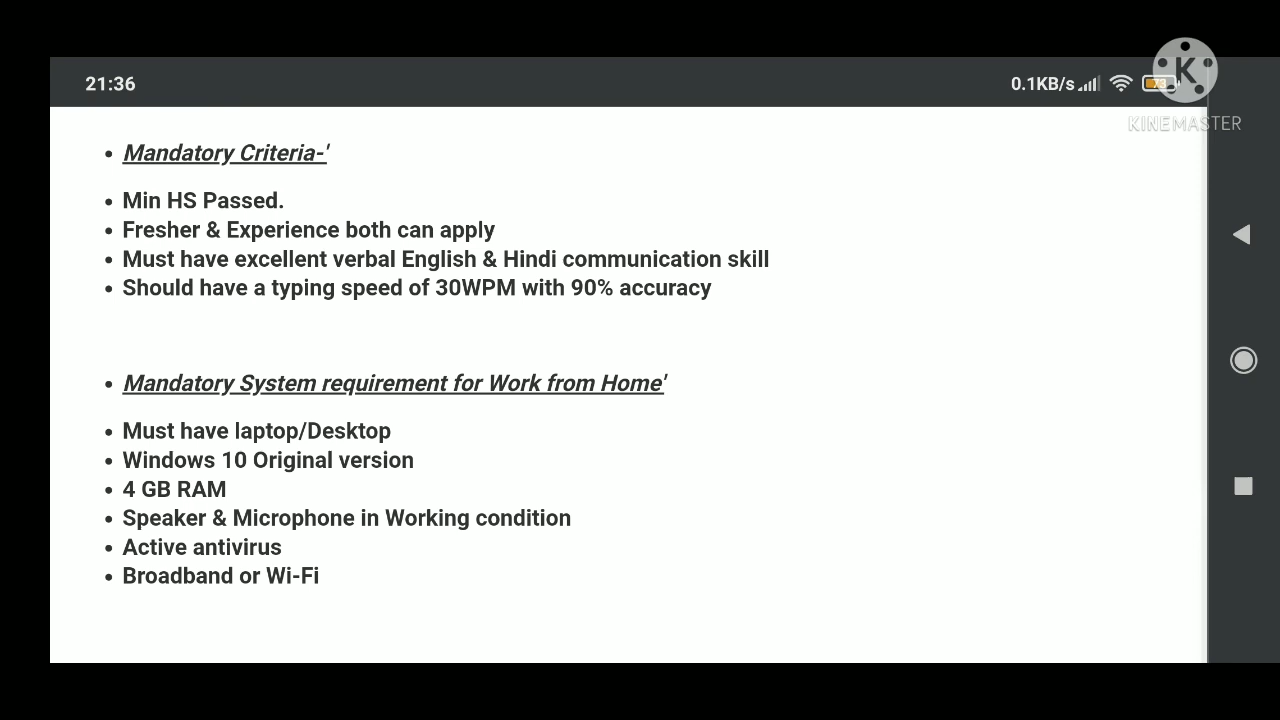 21:36
0.1KB/s
73
K
KINEMASTER
Mandatory Criteria-'
Min HS Passed.
Fresher & Experience both can apply
Must have excellent verbal English & Hindi communication skill
Should have a typing speed of 30WPM with 90% accuracy
Mandatory System requirement for Work from Home'
Must have laptop/Desktop
Windows 10 Original version
4 GB RAM
Speaker & Microphone in Working condition
Active antivirus
Broadband or Wi-Fi